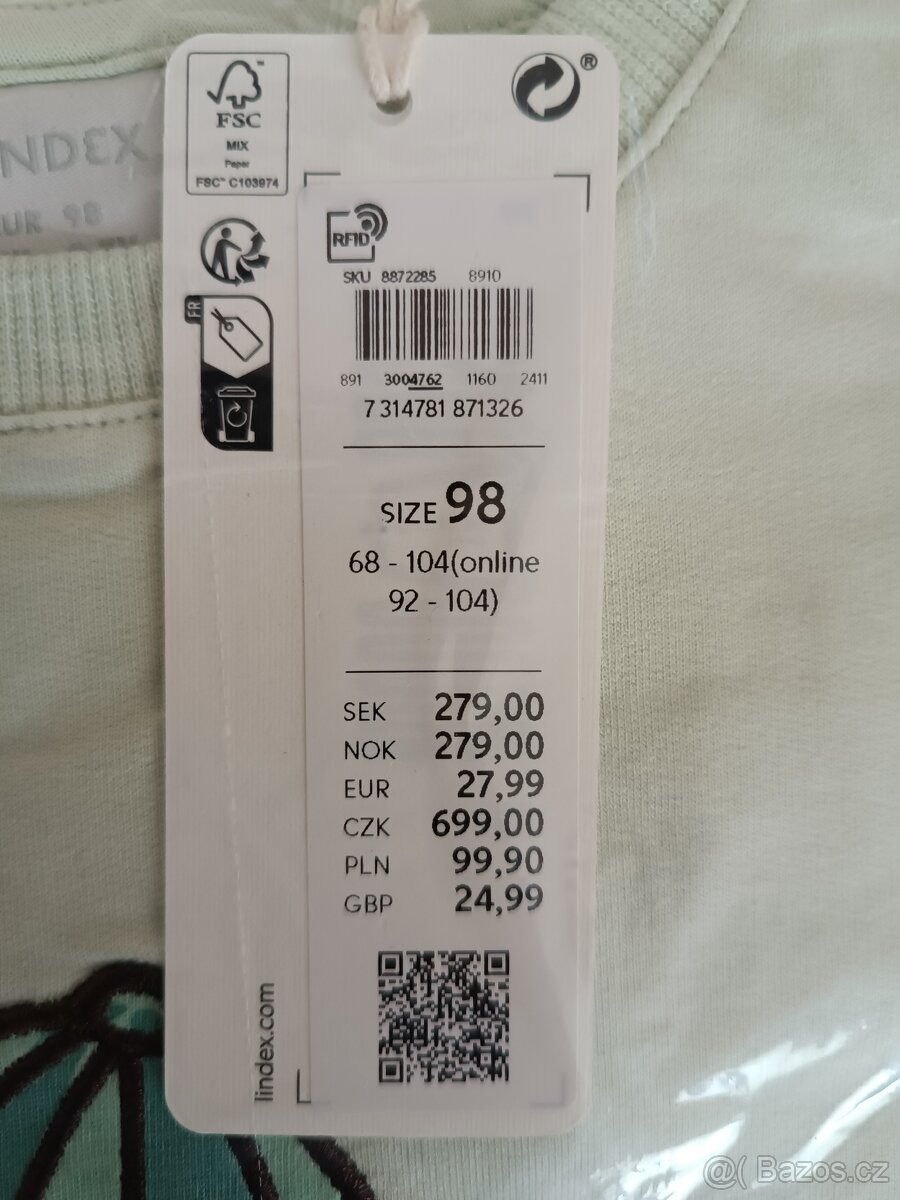 FSC
MIX
Paper
FSC™ C103974
®
NDEX
EUR 98
FR
RFID
SKU 8872285 8910
891 3004762 1160 2411
7 314781 871326
SIZE 98
68 - 104(online
92 - 104)
SEK 279,00
NOK 279,00
EUR 27,99
CZK 699,00
PLN 99,90
GBP 24,99
lindex.com
@( Bazos.cz